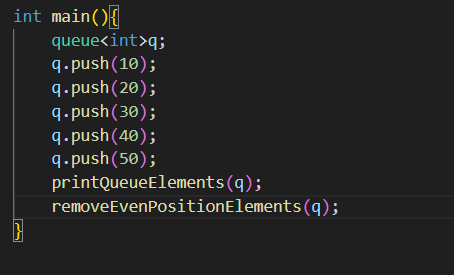 int main(){
queue<int>q;
q.push(10);
q.push(20);
q.push(30);
q.push(40);
q.push(50);
printQueueElements(q);
removeEvenPositionElements(q);
}